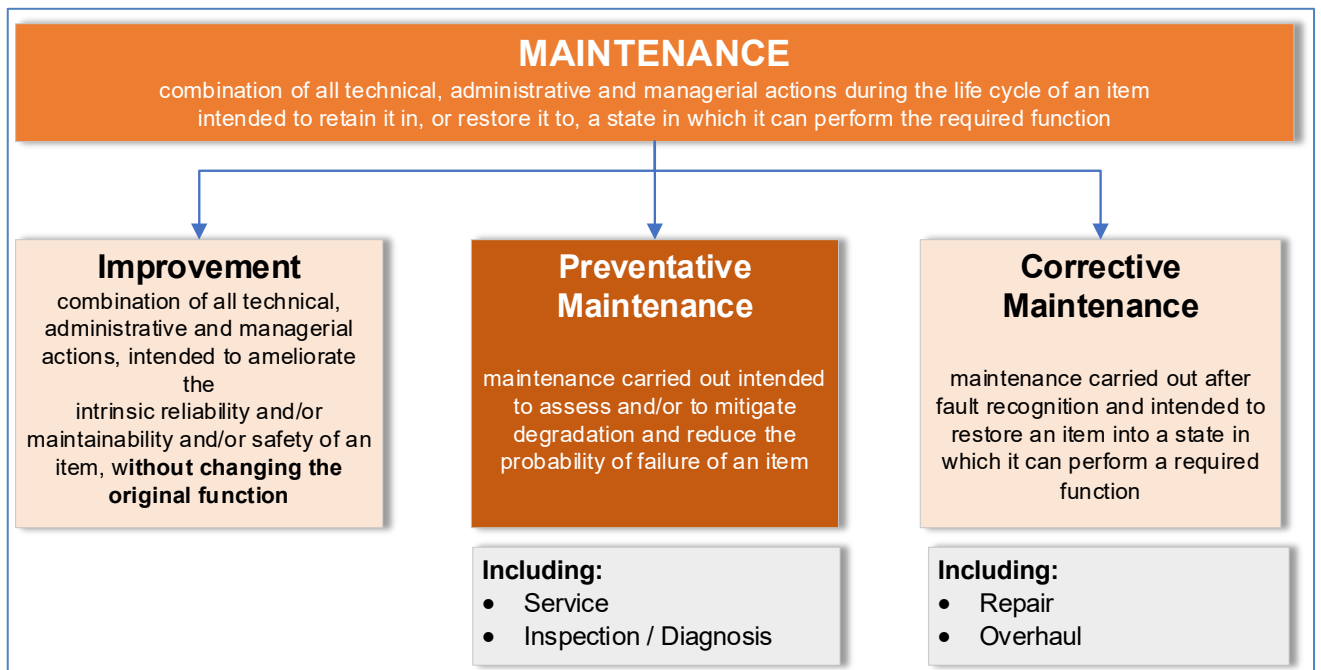 MAINTENANCE
combination of all technical, administrative and managerial actions during the life cycle of an item
intended to retain it in, or restore it to, a state in which it can perform the required function
Improvement
combination of all technical,
administrative and managerial
actions, intended to ameliorate
the
intrinsic reliability and/or
maintainability and/or safety of an
item, without changing the
original function
Preventative
Maintenance
maintenance carried out intended
to assess and/or to mitigate
degradation and reduce the
probability of failure of an item
Including:
• Service
• Inspection / Diagnosis
Corrective
Maintenance
maintenance carried out after
fault recognition and intended to
restore an item into a state in
which it can perform a required
function
Including:
• Repair
• Overhaul